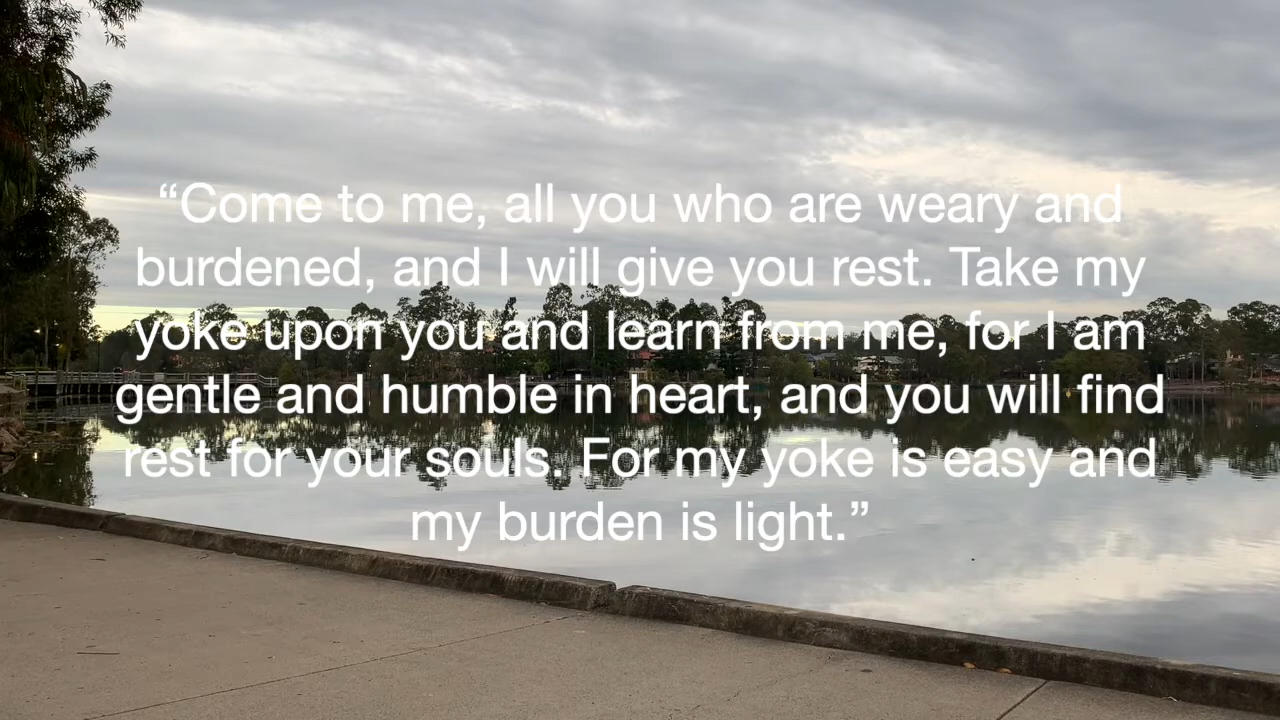 “Come to me, all you who are weary and
burdened, and I will give you rest. Take my
yoke upon you and learn from me, for I am
gentle and humble in heart, and you will find
rest for your souls. For my yoke is easy and
my burden is light.”